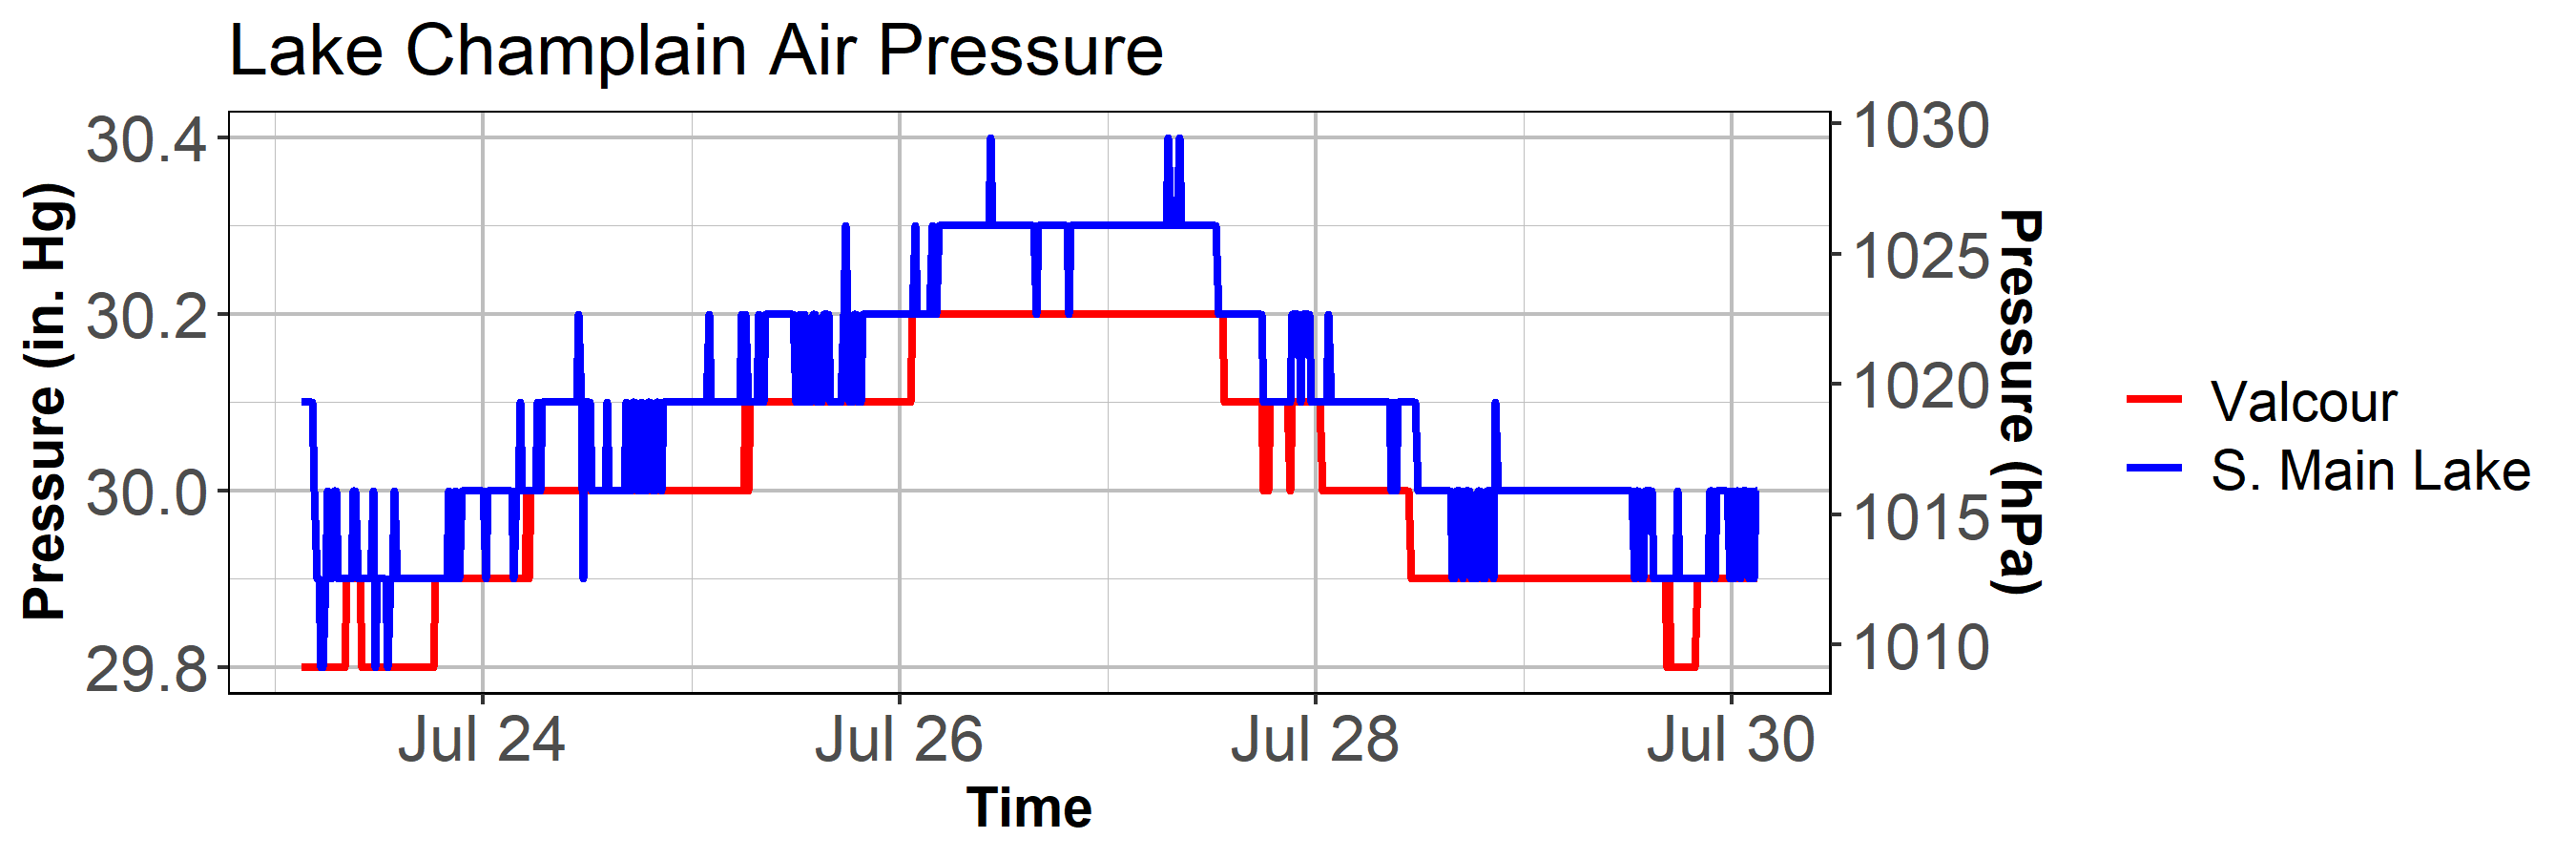 Lake Champlain Air Pressure
30.4
30.2
30.0
29.8
Pressure (in. Hg)
1030
1025
1020
1015
1010
Pressure (hPa)
Jul 24 Jul 26 Jul 28 Jul 30
Time
Valcour
S. Main Lake